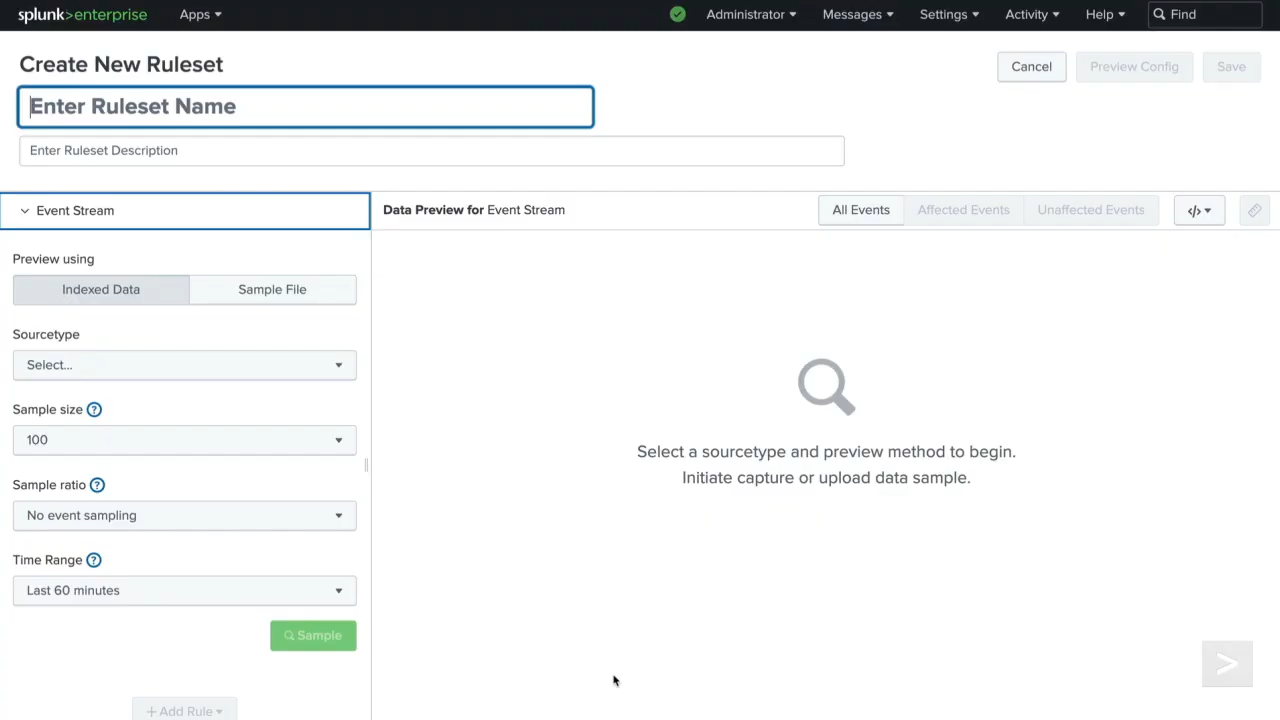 splunk>enterprise Apps Administrator Messages Settings Activity Help Find
Create New Ruleset
Cancel Preview Config Save
Enter Ruleset Name
Enter Ruleset Description
Event Stream
Data Preview for Event Stream
All Events Affected Events Unaffected Events </>
Preview using
Indexed Data Sample File
Sourcetype
Select...
Sample size ?
100
Sample ratio ?
No event sampling
Time Range ?
Last 60 minutes
Sample
+ Add Rule
Select a sourcetype and preview method to begin.
Initiate capture or upload data sample.
>